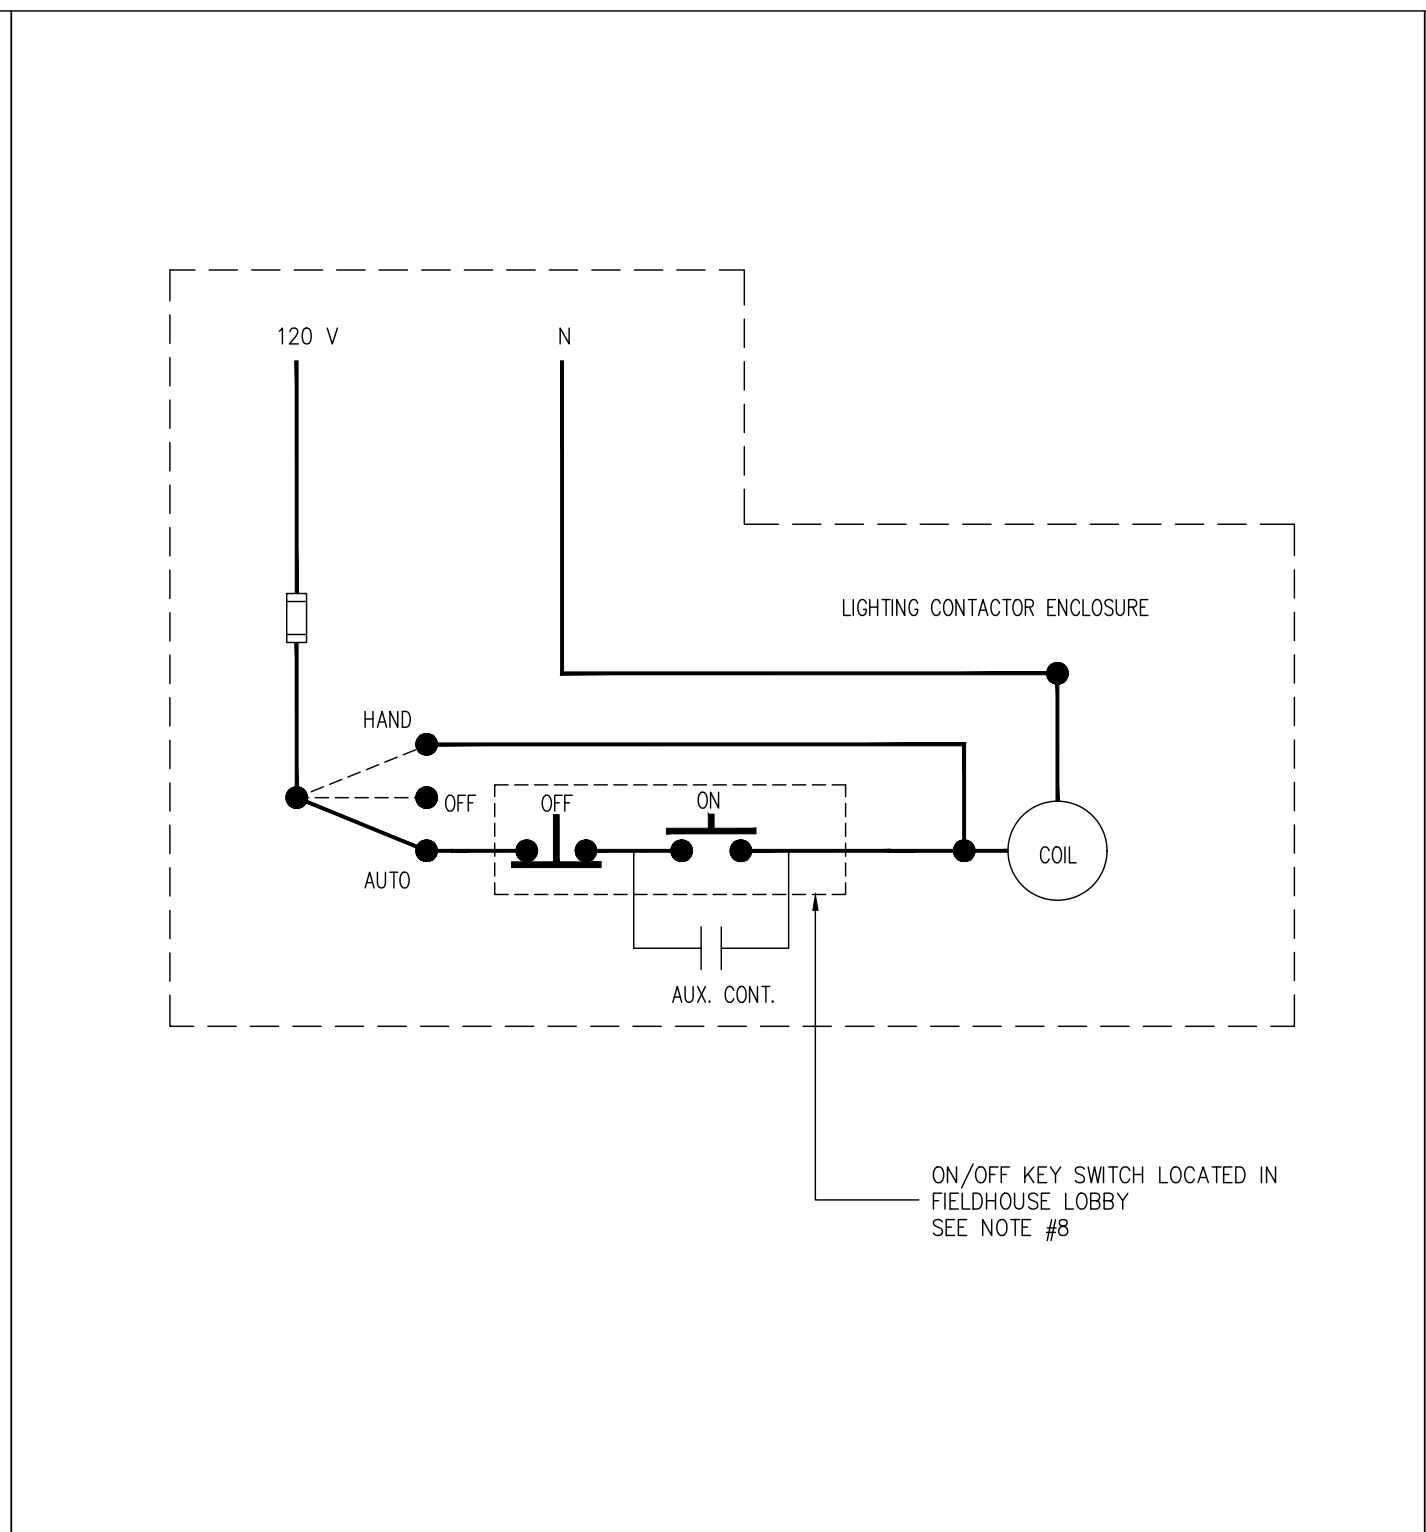 120 V
N
LIGHTING CONTACTOR ENCLOSURE
HAND
OFF
OFF
ON
AUTO
COIL
AUX. CONT.
ON/OFF KEY SWITCH LOCATED IN
FIELDHOUSE LOBBY
SEE NOTE #8